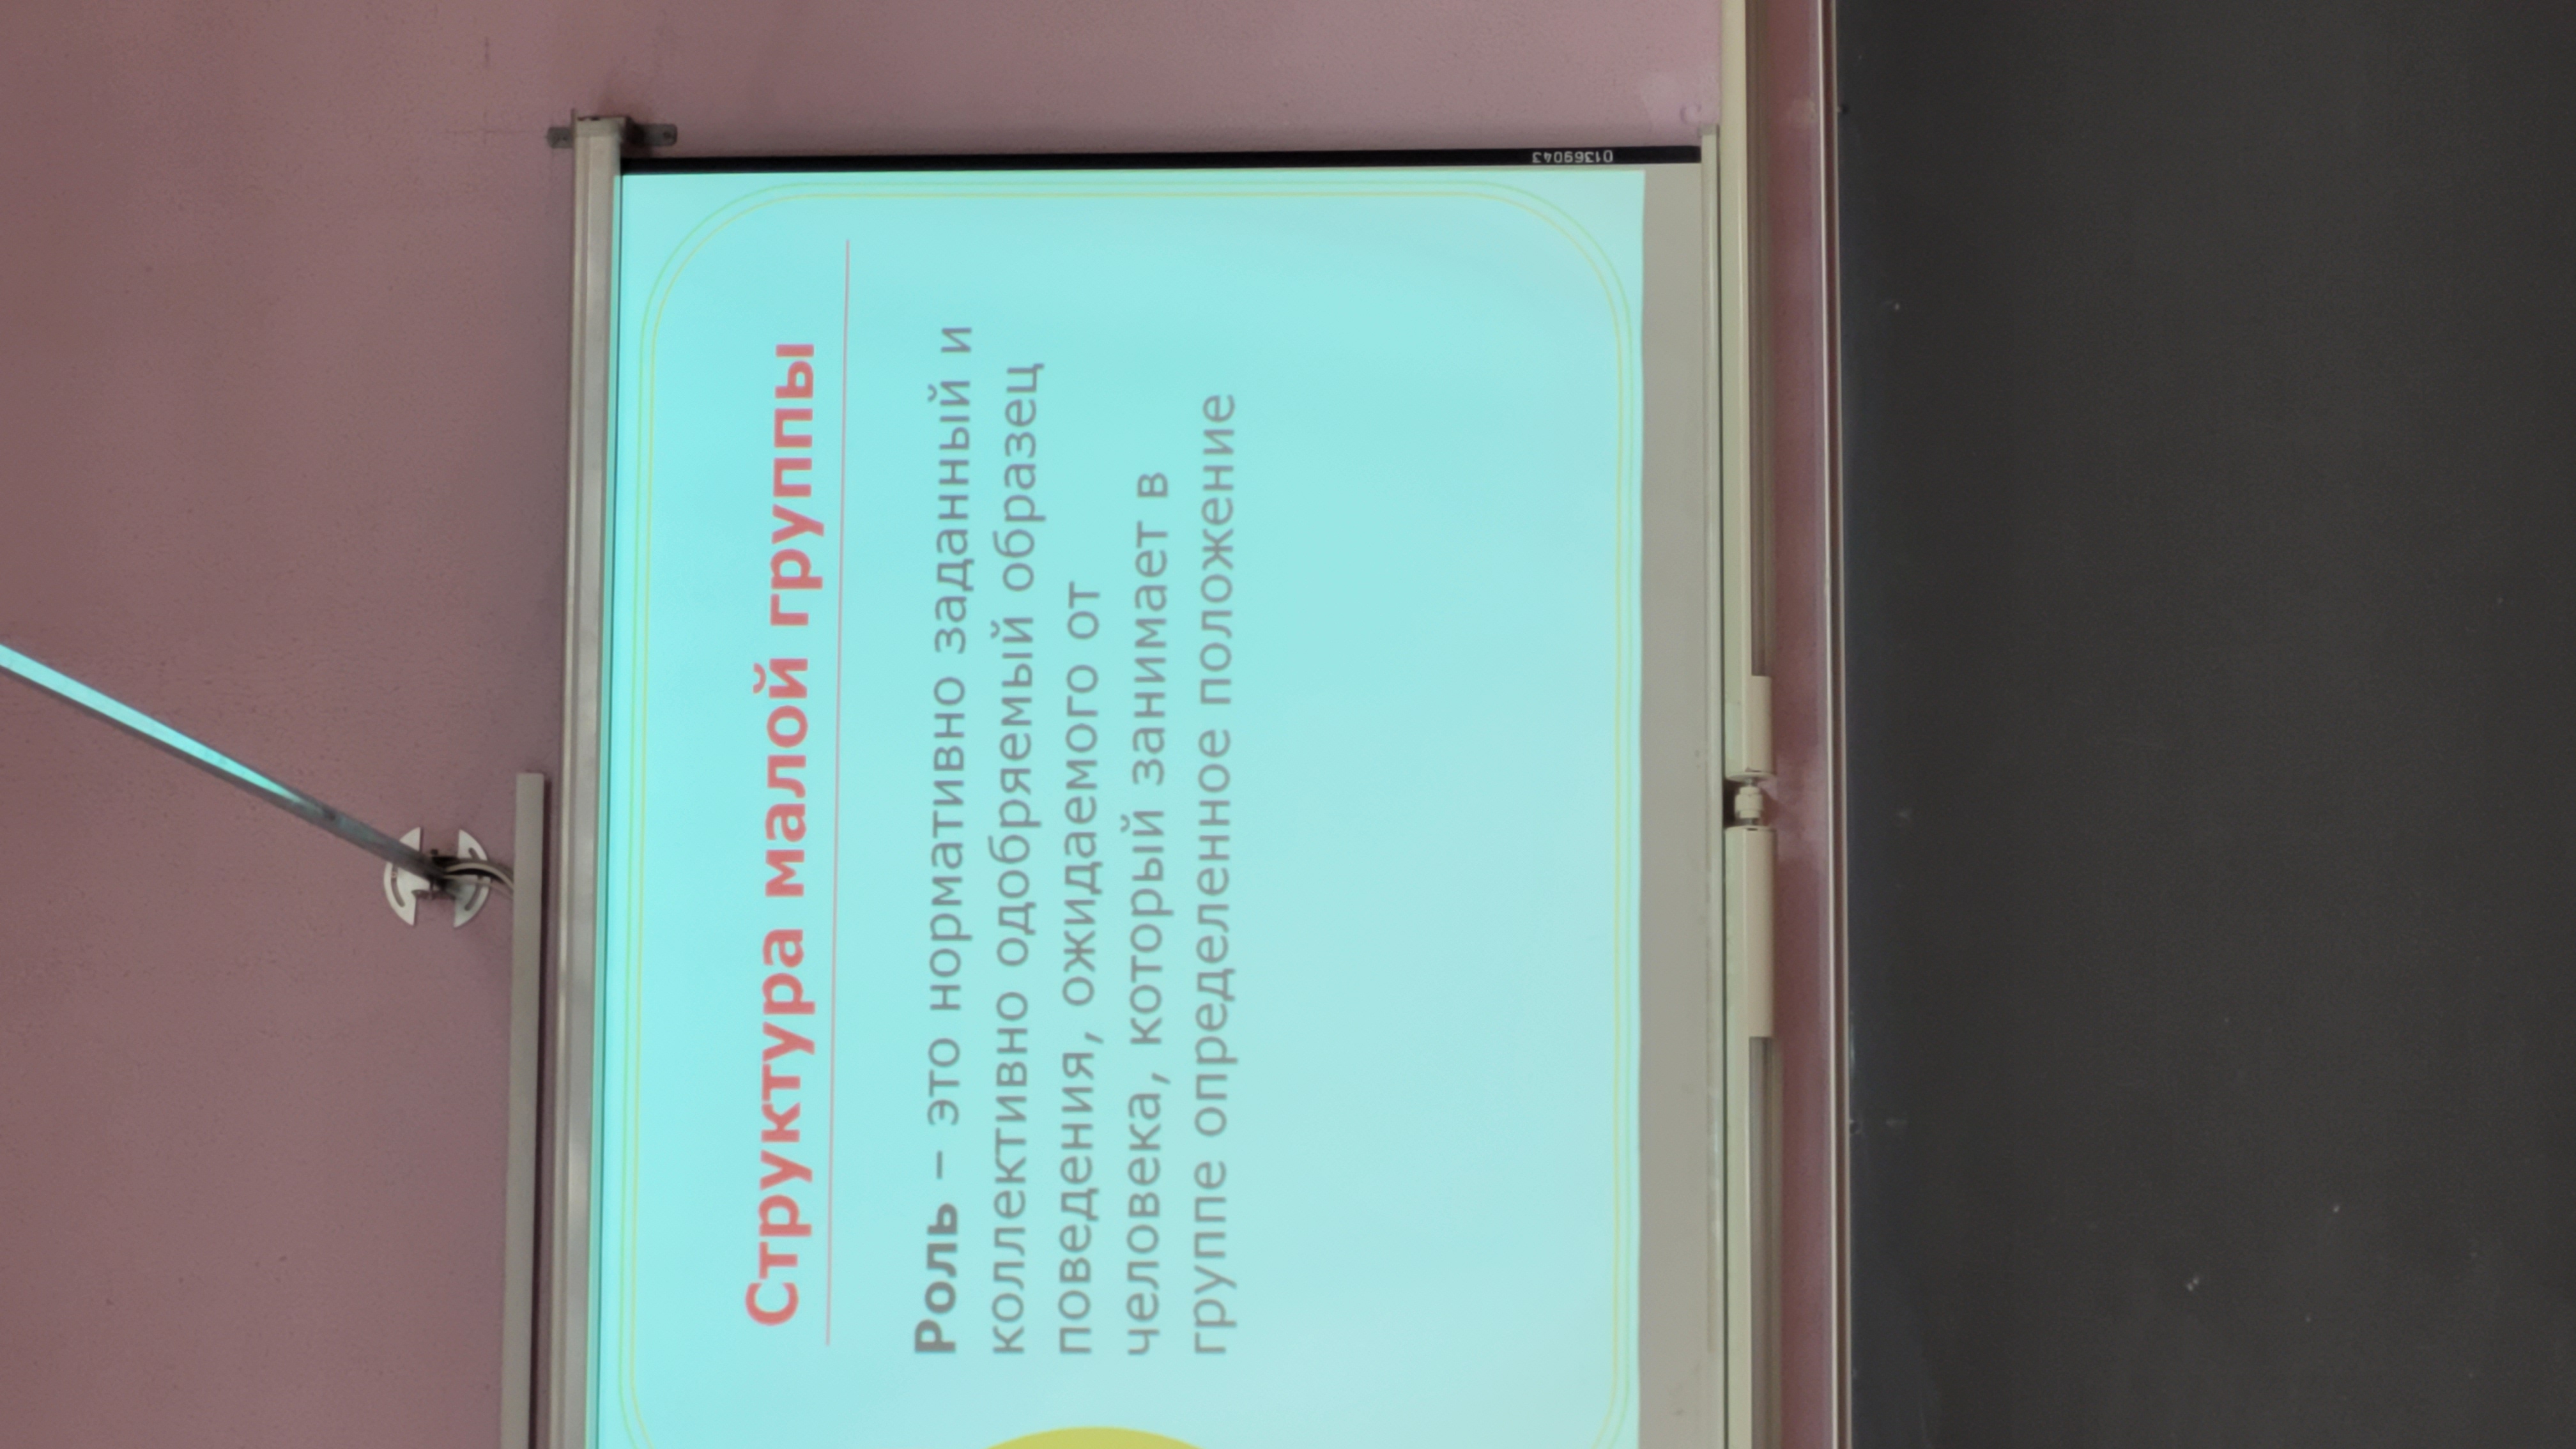 Структура малой группы
Роль – это нормативно заданный и
коллективно одобряемый образец
поведения, ожидаемого от
человека, который занимает в
группе определенное положение
01369043